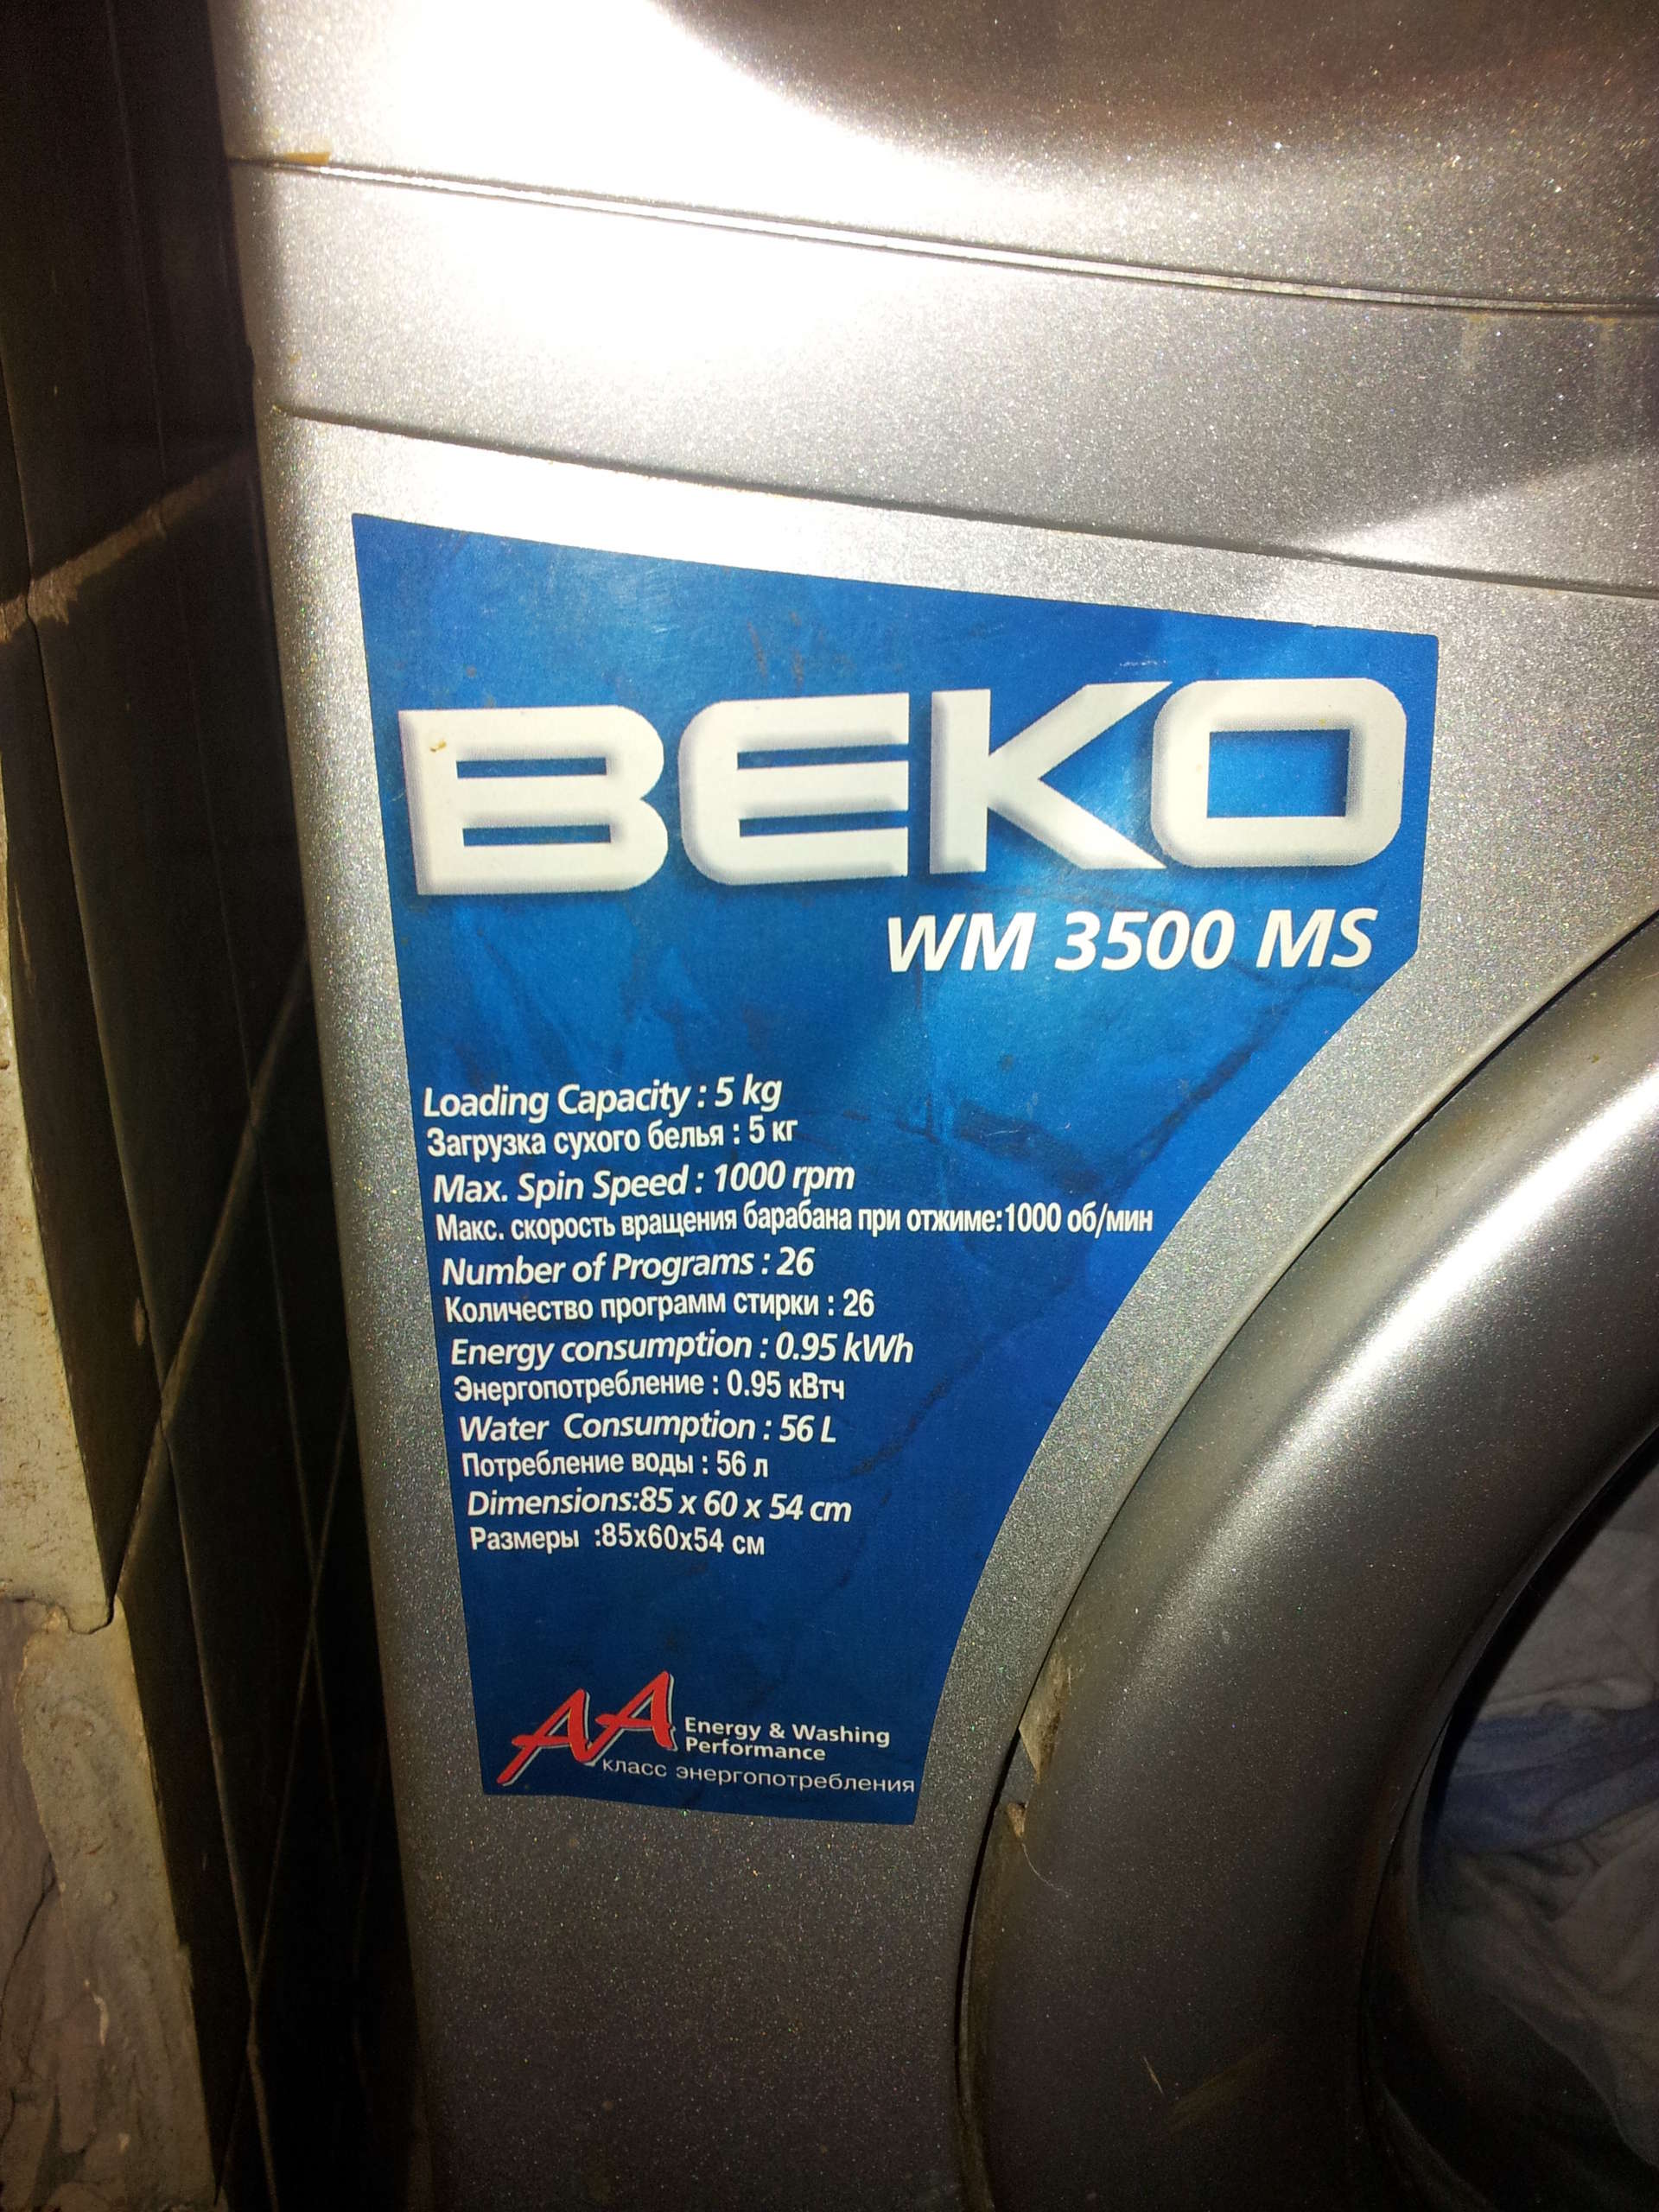 BEKO
WM 3500 MS
Loading Capacity : 5 kg
Загрузка сухого белья : 5 кг
Max. Spin Speed : 1000 rpm
Макс. скорость вращения барабана при отжиме:1000 об/мин
Number of Programs : 26
Количество программ стирки : 26
Energy consumption : 0.95 kWh
Энергопотребление : 0.95 кВтч
Water Consumption : 56 L
Потребление воды : 56 л
Dimensions:85 x 60 x 54 cm
Размеры :85x60x54 см
AA Energy & Washing
Performance
класс энергопотребления